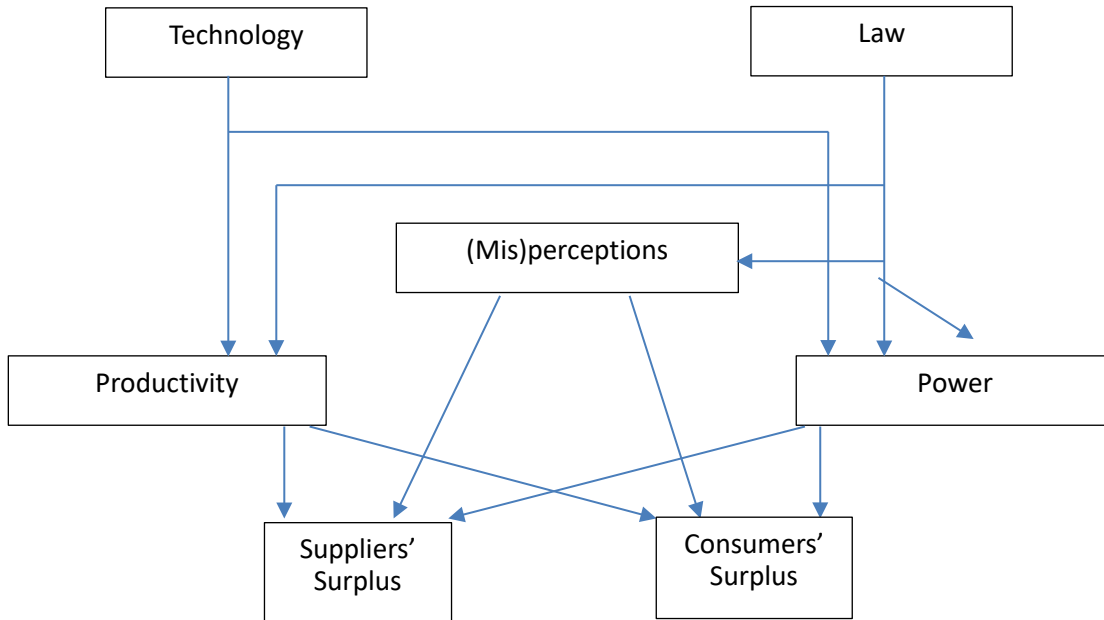 Technology
Law
(Mis)perceptions
Productivity
Power
Suppliers’
Surplus
Consumers’
Surplus